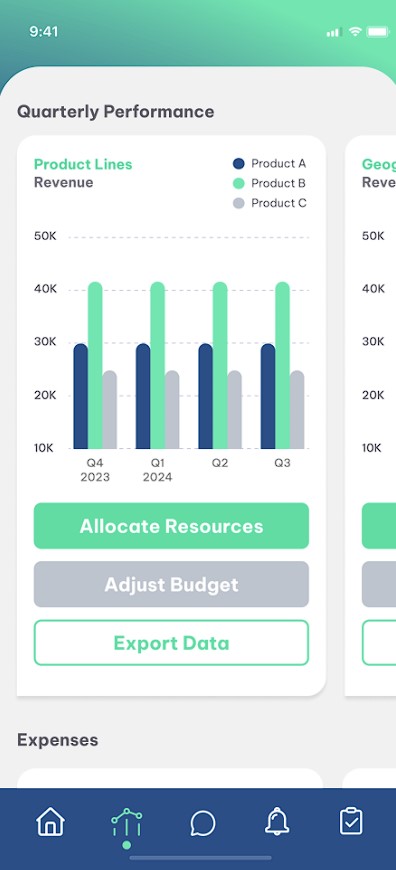 9:41
Quarterly Performance
Product Lines
Revenue
Product A
Product B
Product C
50K
40K
30K
20K
10K
Q4
2023
Q1
2024
Q2
Q3
Allocate Resources
Adjust Budget
Export Data
Reve
50K
40K
30K
20K
10K
Expenses